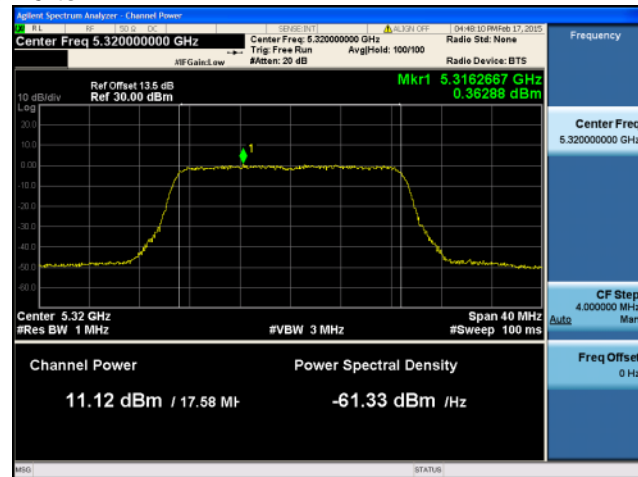 Agilent Spectrum Analyzer - Channel Power
RL RF 50 Ω DC SENSE:INT ALIGN OFF 04:48:10 PM Feb 17, 2015
Center Freq 5.320000000 GHz
Center Freq: 5.320000000 GHz
Radio Std: None
Trig: Free Run Avg|Hold: 100/100
#IFGain:Low
#Atten: 20 dB
Radio Device: BTS
Ref Offset 13.5 dB
Mkr1 5.3162667 GHz
10 dB/div Ref 30.00 dBm
0.36288 dBm
Log
20.0
10.0
1
0.00
-10.0
-20.0
-30.0
-40.0
-50.0
-60.0
Center 5.32 GHz
Span 40 MHz
#Res BW 1 MHz
#VBW 3 MHz
#Sweep 100 ms
Channel Power
Power Spectral Density
11.12 dBm / 17.58 MH
-61.33 dBm /Hz
MSG
STATUS
Frequency
Center Freq
5.320000000 GHz
CF Step
4.000000 MHz
Auto Man
Freq Offset
0 Hz